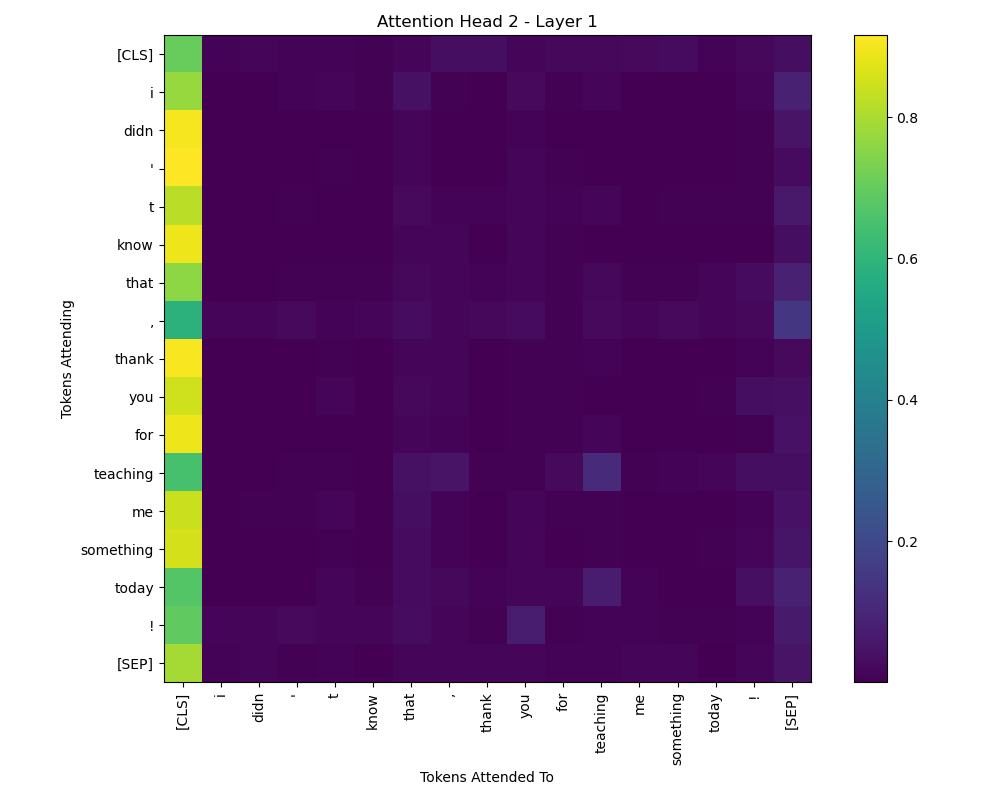 Attention Head 2 - Layer 1
Tokens Attending
[CLS]
i
didn
'
t
know
that
,
thank
you
for
teaching
me
something
today
!
[SEP]
[CLS]
i
didn
'
t
know
that
,
thank
you
for
teaching
me
something
today
!
[SEP]
Tokens Attended To
0.8
0.6
0.4
0.2